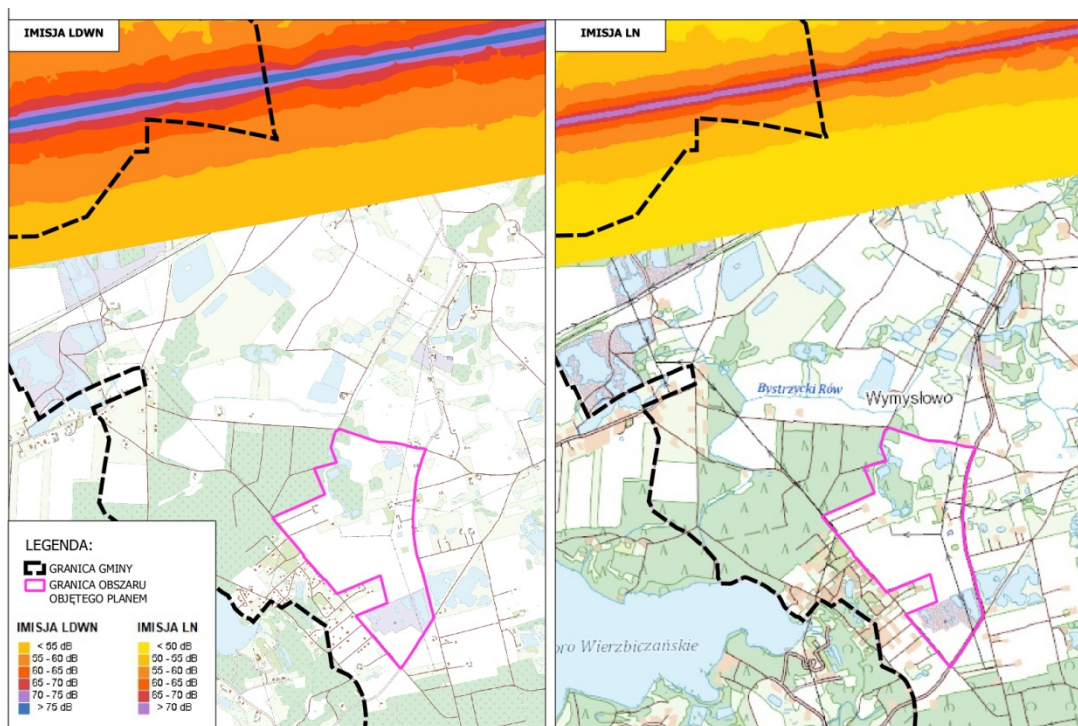 IMISJA LDWN
IMISJA LN
Bystrzycki Rów
Wymysłowo
oro Wierzbiczańskie
LEGENDA:
GRANICA GMINY
GRANICA OBSZARU
OBJĘTEGO PLANEM
IMISJA LDWN
< 55 dB
55 - 60 dB
60 - 65 dB
65 - 70 dB
70 - 75 dB
> 75 dB
IMISJA LN
< 50 dB
50 - 55 dB
55 - 60 dB
60 - 65 dB
65 - 70 dB
> 70 dB